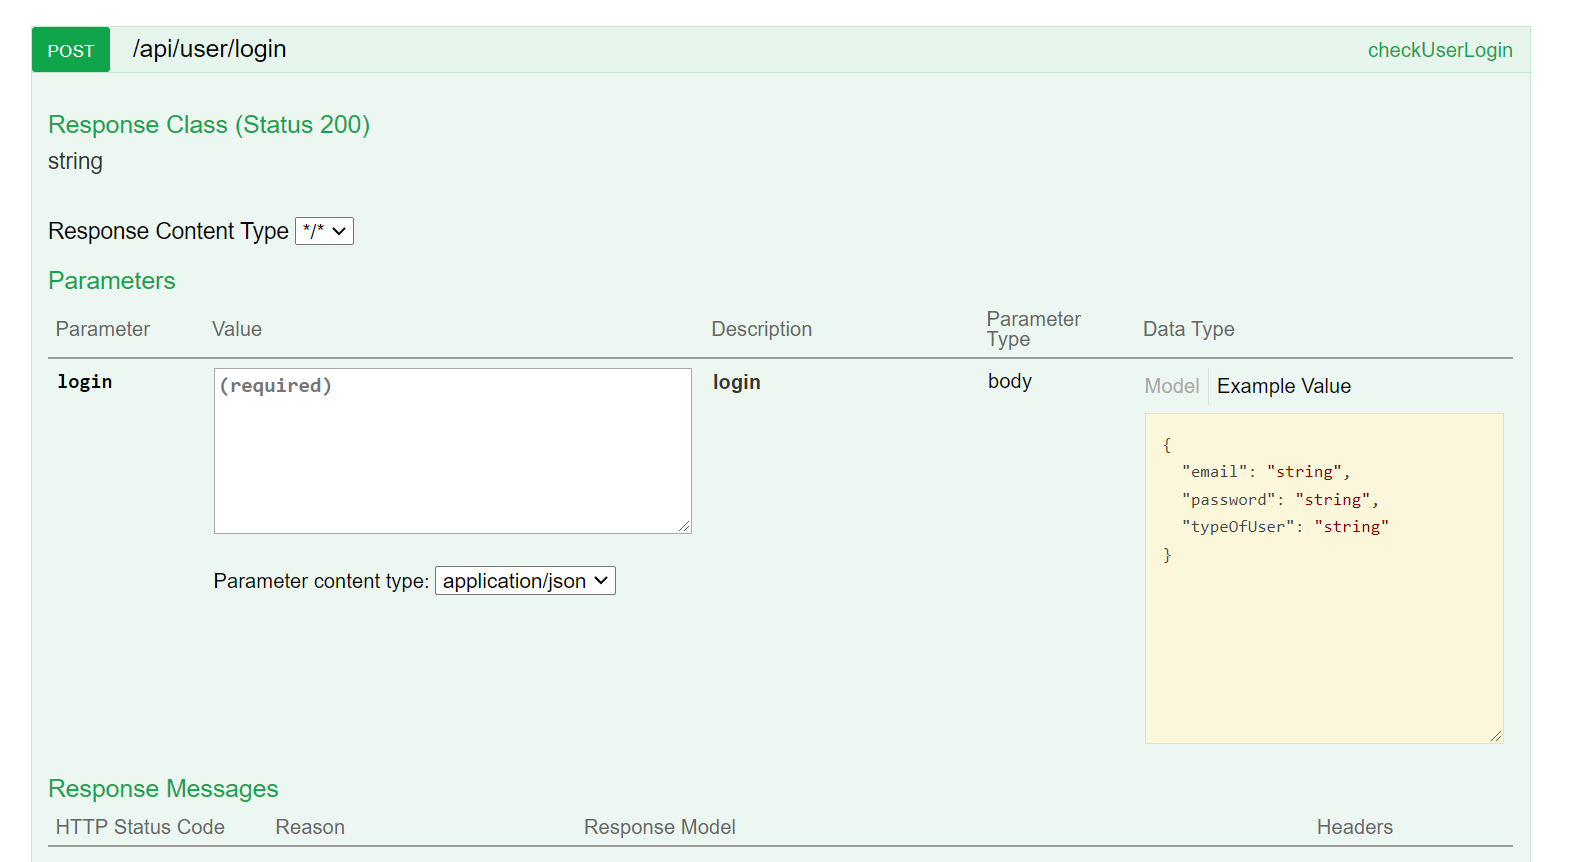 POST /api/user/login checkUserLogin
Response Class (Status 200)
string
Response Content Type */*
Parameters
Parameter Value Description Parameter Type Data Type
login (required) login body Model Example Value
{
"email": "string",
"password": "string",
"typeOfUser": "string"
}
Parameter content type: application/json
Response Messages
HTTP Status Code Reason Response Model Headers